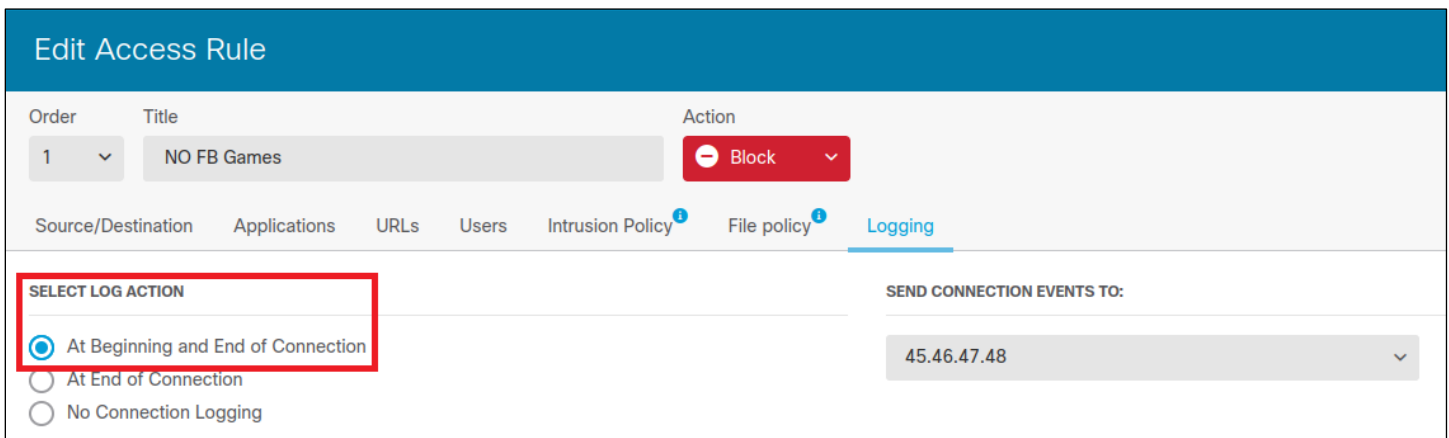 Edit Access Rule
Order Title Action
1 NO FB Games Block
Source/Destination Applications URLs Users Intrusion Policy File policy Logging
SELECT LOG ACTION SEND CONNECTION EVENTS TO:
At Beginning and End of Connection 45.46.47.48
At End of Connection
No Connection Logging